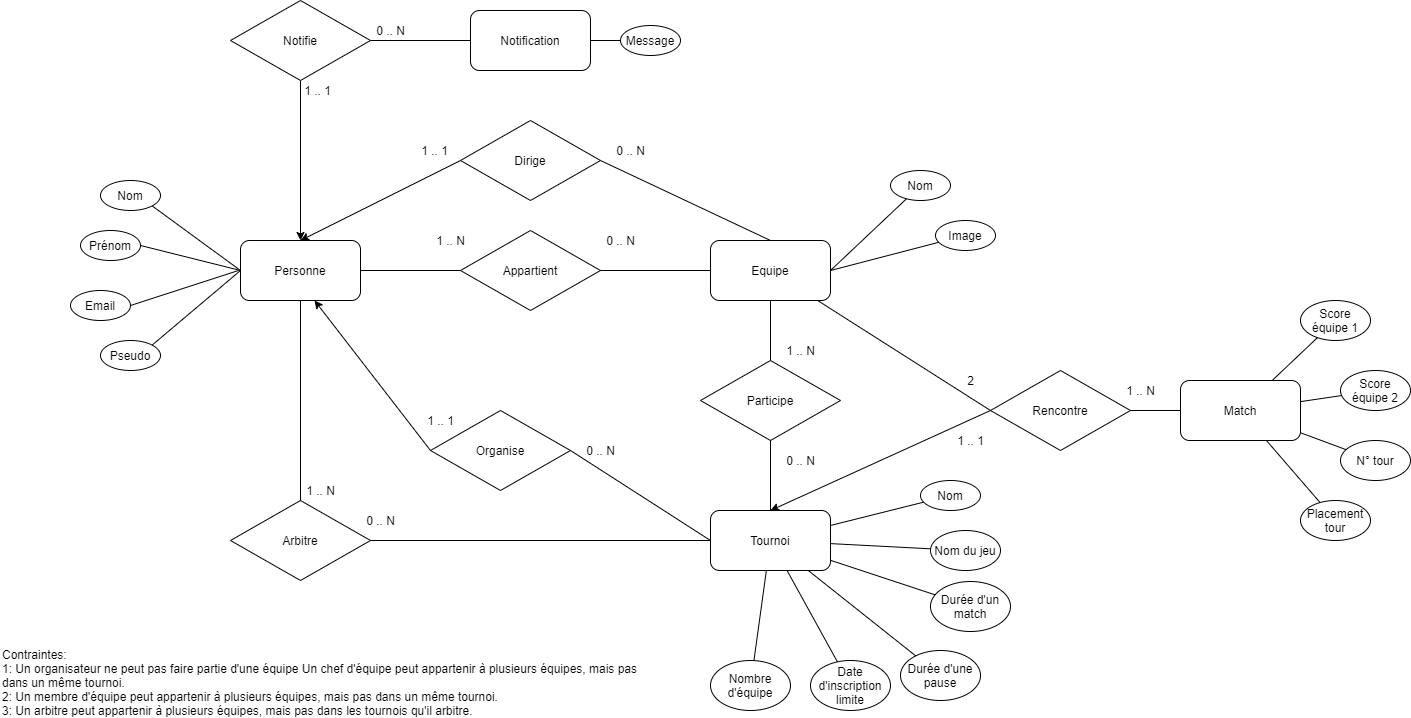 Notifie
0 .. N
Notification
Message
1 .. 1
Dirige
1 .. 1
0 .. N
Nom
Prénom
Email
Pseudo
Personne
1 .. N
Appartient
0 .. N
Equipe
Nom
Image
1 .. N
Participe
0 .. N
2
Rencontre
1 .. 1
1 .. N
Match
Score
équipe 1
Score
équipe 2
N° tour
Placement
tour
1 .. 1
Organise
0 .. N
1 .. N
Arbitre
0 .. N
Tournoi
Nom
Nom du jeu
Durée d'un
match
Durée d'une
pause
Date
d'inscription
limite
Nombre
d'équipe
Contraintes:
1: Un organisateur ne peut pas faire partie d'une équipe Un chef d'équipe peut appartenir à plusieurs équipes, mais pas
dans un même tournoi.
2: Un membre d'équipe peut appartenir à plusieurs équipes, mais pas dans un même tournoi.
3: Un arbitre peut appartenir à plusieurs équipes, mais pas dans les tournois qu'il arbitre.